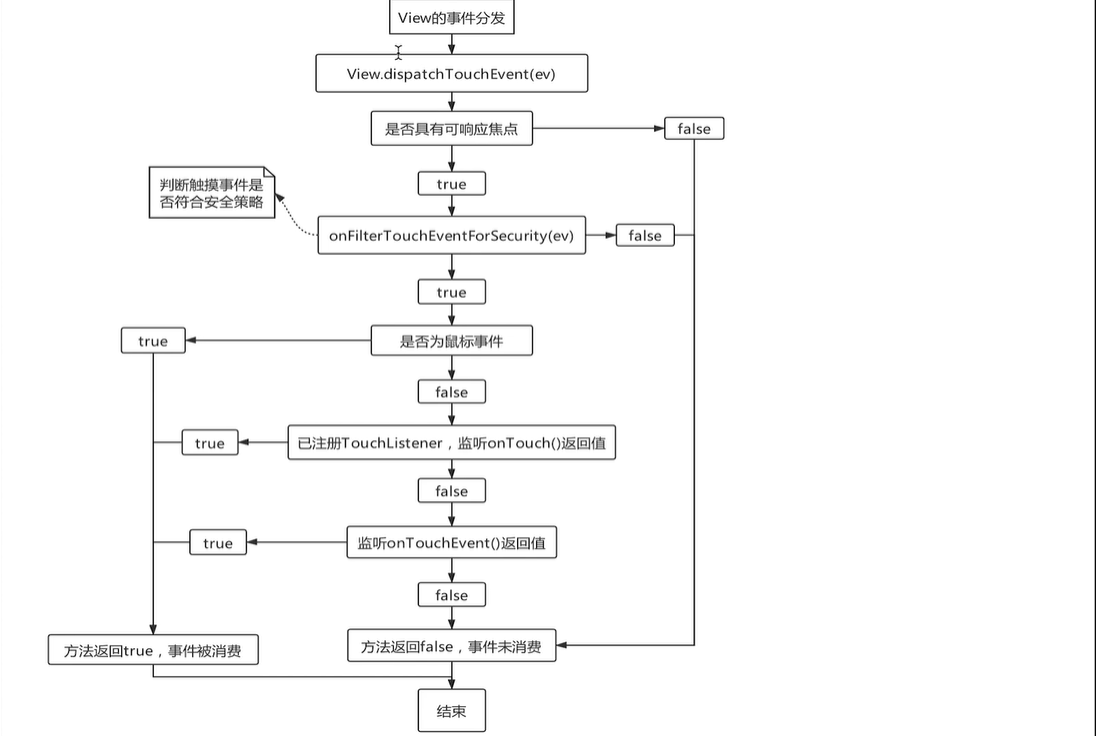 View的事件分发
View.dispatchTouchEvent(ev)
是否具有可响应焦点
false
true
判断触摸事件是
否符合安全策略
onFilterTouchEventForSecurity(ev)
false
true
是否为鼠标事件
true
false
已注册TouchListener，监听onTouch()返回值
true
false
监听onTouchEvent()返回值
true
false
方法返回true，事件被消费
方法返回false，事件未消费
结束